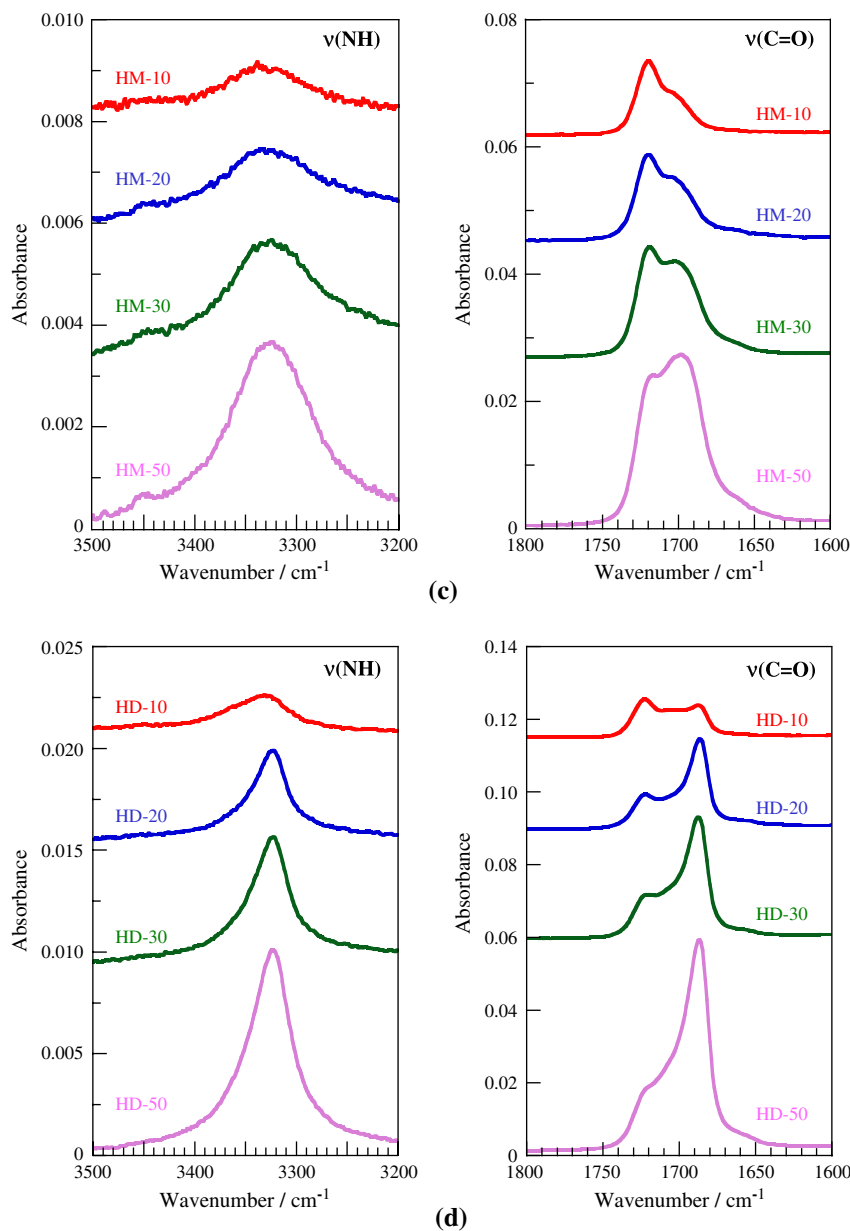 ν(NH)
HM-10
HM-20
HM-30
HM-50
0.010
0.008
0.006
0.004
0.002
0
Absorbance
3500 3400 3300 3200
Wavenumber / cm-1
ν(C=O)
HM-10
HM-20
HM-30
HM-50
0.08
0.06
0.04
0.02
0
Absorbance
1800 1750 1700 1650 1600
Wavenumber / cm-1
(c)
ν(NH)
HD-10
HD-20
HD-30
HD-50
0.025
0.020
0.015
0.010
0.005
0
Absorbance
3500 3400 3300 3200
Wavenumber / cm-1
ν(C=O)
HD-10
HD-20
HD-30
HD-50
0.14
0.12
0.10
0.08
0.06
0.04
0.02
0
Absorbance
1800 1750 1700 1650 1600
Wavenumber / cm-1
(d)